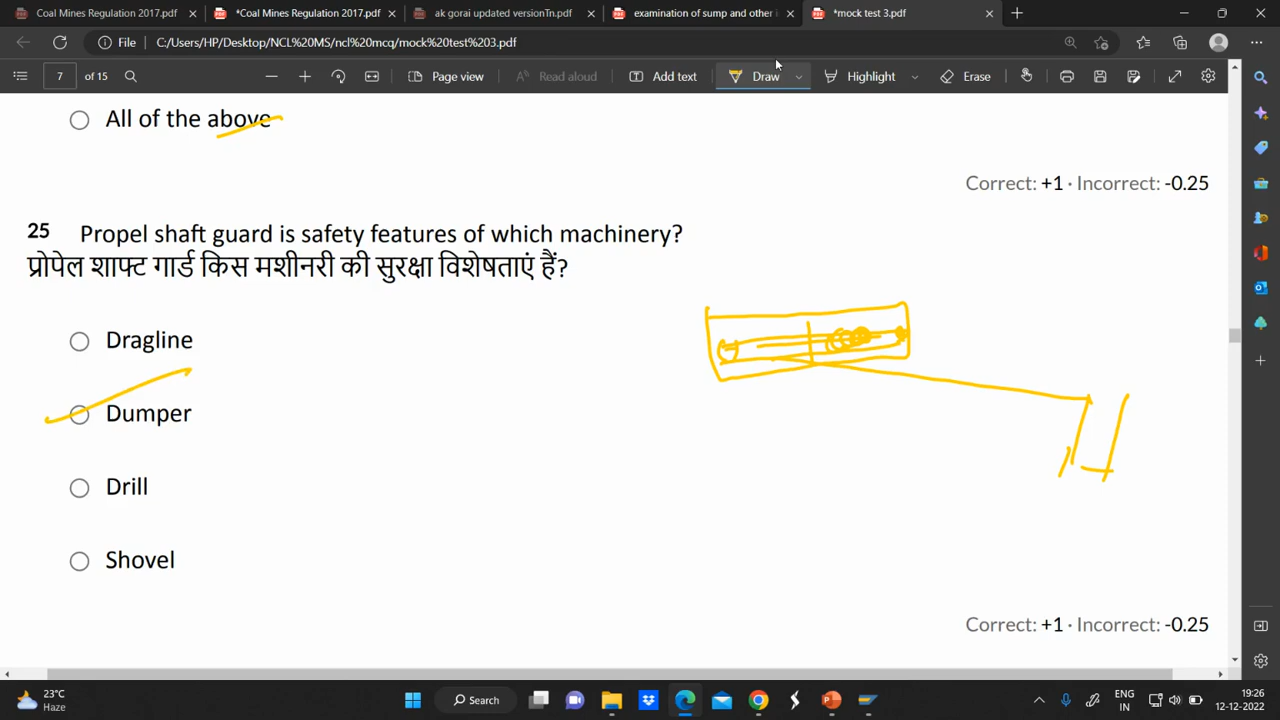 Coal Mines Regulation 2017.pdf
*Coal Mines Regulation 2017.pdf
ak gorai updated versionTn.pdf
examination of sump and other
*mock test 3.pdf
File
C:/Users/HP/Desktop/NCL%20MS/ncl%20mcq/mock%20test%203.pdf
7
of 15
Page view
Read aloud
Add text
Draw
Highlight
Erase
All of the above
Correct: +1 · Incorrect: -0.25
25 Propel shaft guard is safety features of which machinery?
प्रोपेल शाफ्ट गार्ड किस मशीनरी की सुरक्षा विशेषताएं हैं?
Dragline
Dumper
Drill
Shovel
Correct: +1 · Incorrect: -0.25
23°C
Haze
Search
ENG
IN
19:26
12-12-2022